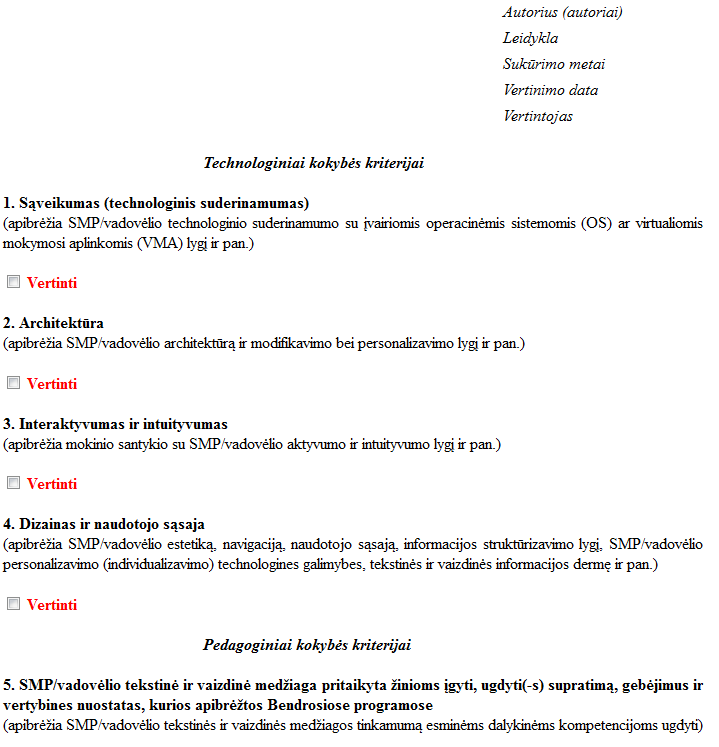 Autorius (autoriai)
Leidykla
Sukūrimo metai
Vertinimo data
Vertintojas
Technologiniai kokybės kriterijai
1. Sąveikumas (technologinis suderinamumas)
(apibrėžia SMP/vadovėlio technologinio suderinamumo su įvairiomis operacinėmis sistemomis (OS) ar virtualiomis
mokymosi aplinkomis (VMA) lygį ir pan.)
Vertinti
2. Architektūra
(apibrėžia SMP/vadovėlio architektūrą ir modifikavimo bei personalizavimo lygį ir pan.)
Vertinti
3. Interaktyvumas ir intuityvumas
(apibrėžia mokinio santykio su SMP/vadovėlio aktyvumo ir intuityvumo lygį ir pan.)
Vertinti
4. Dizainas ir naudotojo sąsaja
(apibrėžia SMP/vadovėlio estetiką, navigaciją, naudotojo sąsają, informacijos struktūrizavimo lygį, SMP/vadovėlio
personalizavimo (individualizavimo) technologines galimybes, tekstinės ir vaizdinės informacijos dermę ir pan.)
Vertinti
Pedagoginiai kokybės kriterijai
5. SMP/vadovėlio tekstinė ir vaizdinė medžiaga pritaikyta žinioms įgyti, ugdyti(-s) supratimą, gebėjimus ir
vertybines nuostatas, kurios apibrėžtos Bendrosiose programose
(apibrėžia SMP/vadovėlio tekstinės ir vaizdinės medžiagos tinkamumą esminėms dalykinėms kompetencijoms ugdyti)